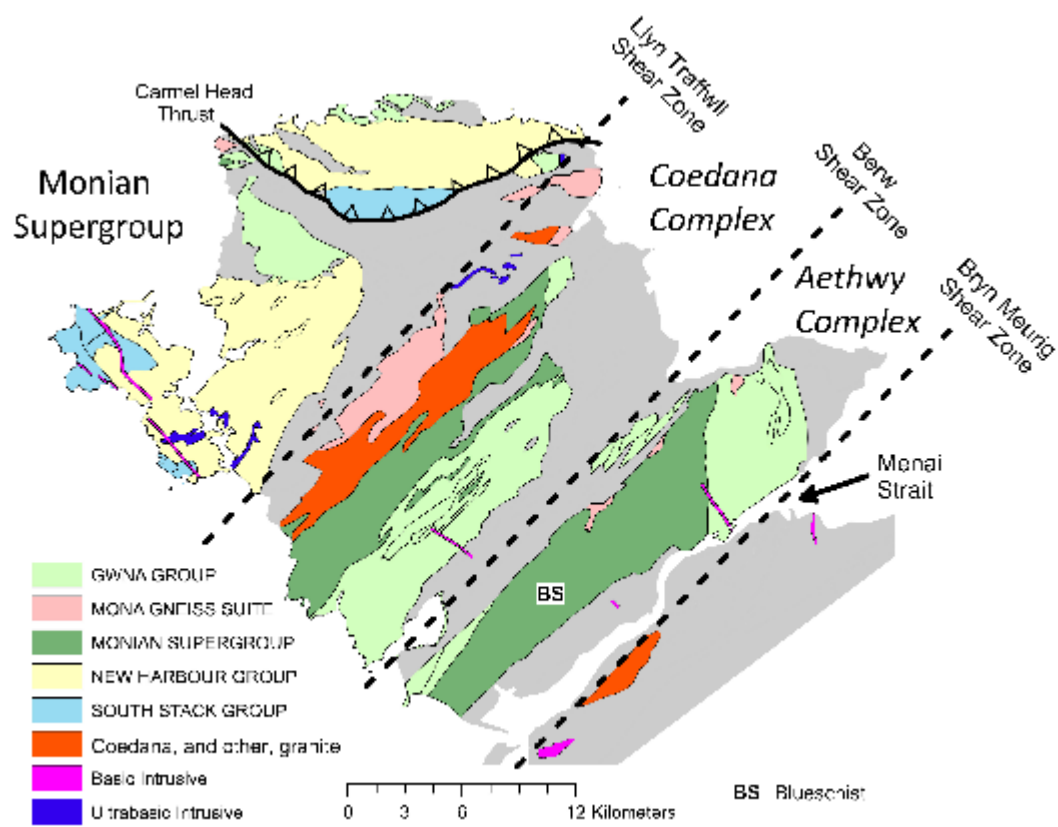 Llyn Traffwll
Shear Zone
Carmel Head
Thrust
Berw
Shear Zone
Monian
Supergroup
Coedana
Complex
Aethwy
Complex
Bryn Meurig
Shear Zone
Menai
Strait
BS
GWNA GROUP
MONA GNEISS SUITE
MONIAN SUPERGROUP
NEW HARBOUR GROUP
SOUTH STACK GROUP
Coedana, and other, granite
Basic Intrusive
Ultrabasic Intrusive
0 3 6 12 Kilometers
BS Blueschist